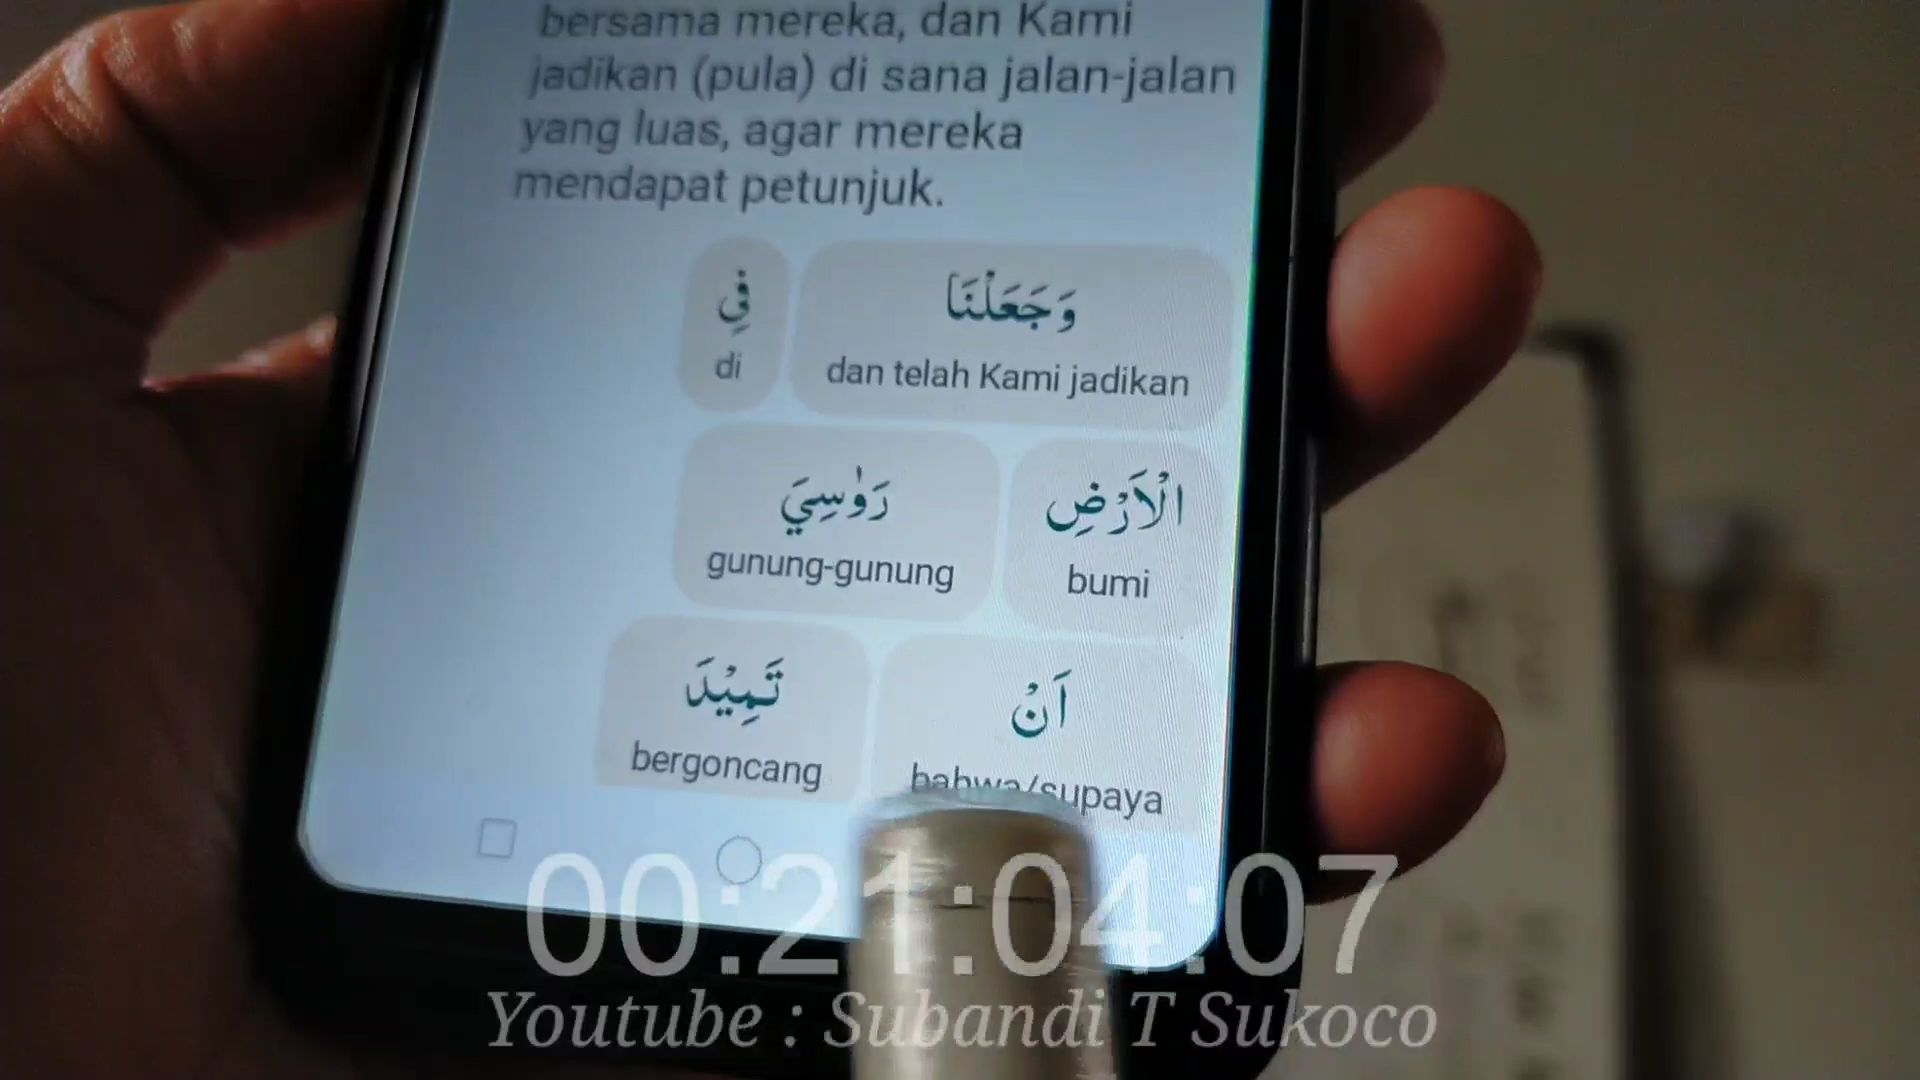 bersama mereka, dan Kami
jadikan (pula) di sana jalan-jalan
yang luas, agar mereka
mendapat petunjuk.
وَجَعَلْنَا فِى
dan telah Kami jadikan di
الْاَرْضِ رَوٰسِيَ
bumi gunung-gunung
اَنْ تَمِيْدَ
bahwa/supaya bergoncang
00:21:04:07
Youtube : Subandi T Sukoco